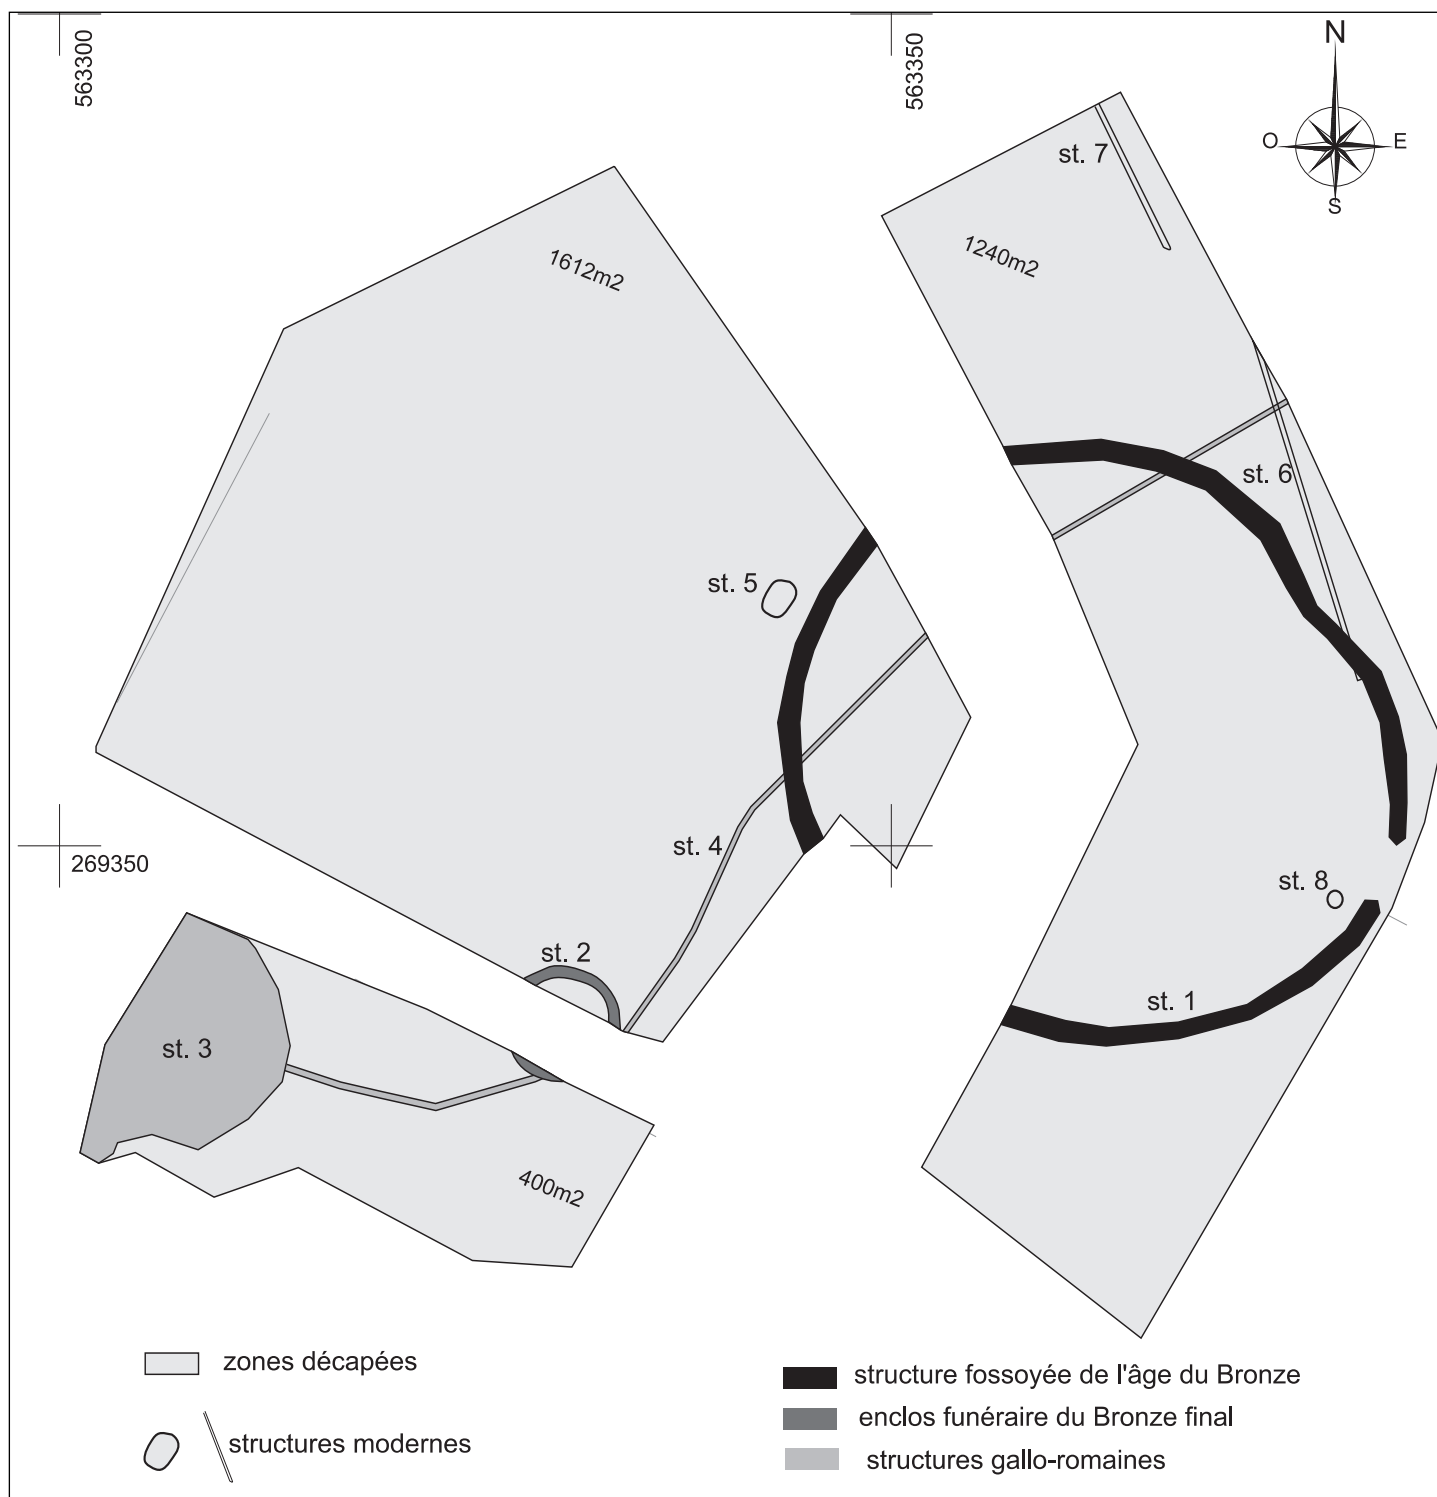 563300
563350
N
O
E
S
st. 7
1612m2
1240m2
st. 6
st. 5
st. 4
269350
st. 8
st. 2
st. 1
st. 3
400m2
zones décapées
structures modernes
structure fossoyée de l'âge du Bronze
enclos funéraire du Bronze final
structures gallo-romaines